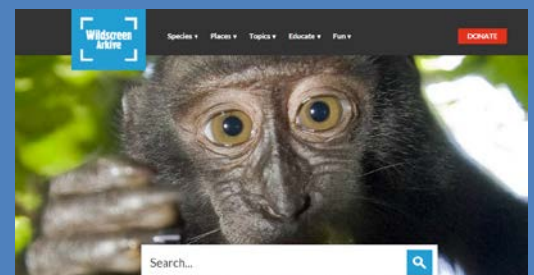 Wildscreen
Arkive
Species ▾ Places ▾ Topics ▾ Educate ▾ Fun ▾
DONATE
Search...